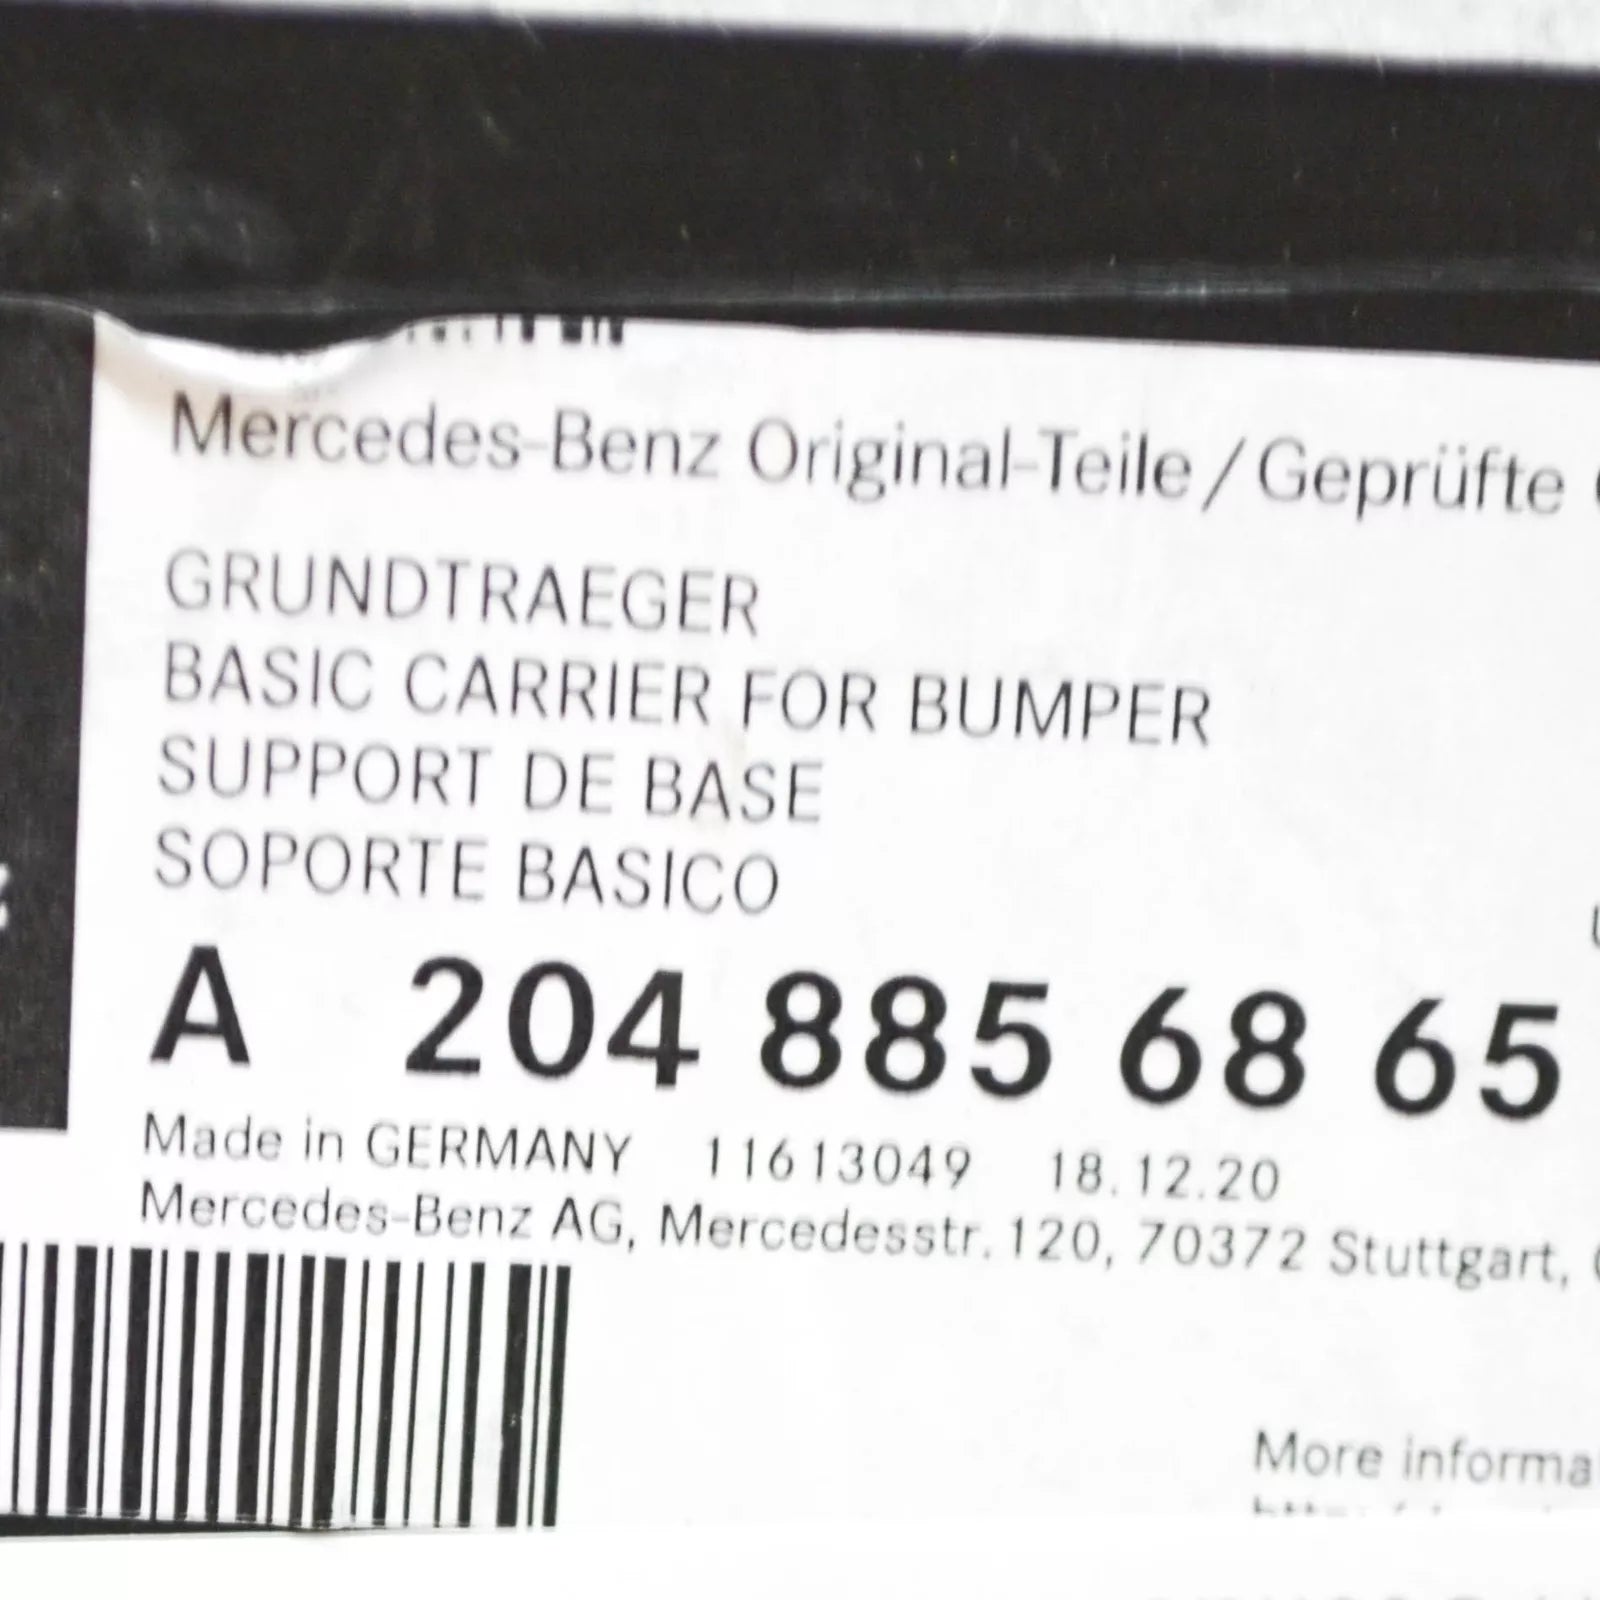 Mercedes-Benz Original-Teile / Geprüfte
GRUNDTRAEGER
BASIC CARRIER FOR BUMPER
SUPPORT DE BASE
SOPORTE BASICO
A 204 885 68 65
Made in GERMANY 11613049 18.12.20
Mercedes-Benz AG, Mercedesstr. 120, 70372 Stuttgart,
More informa